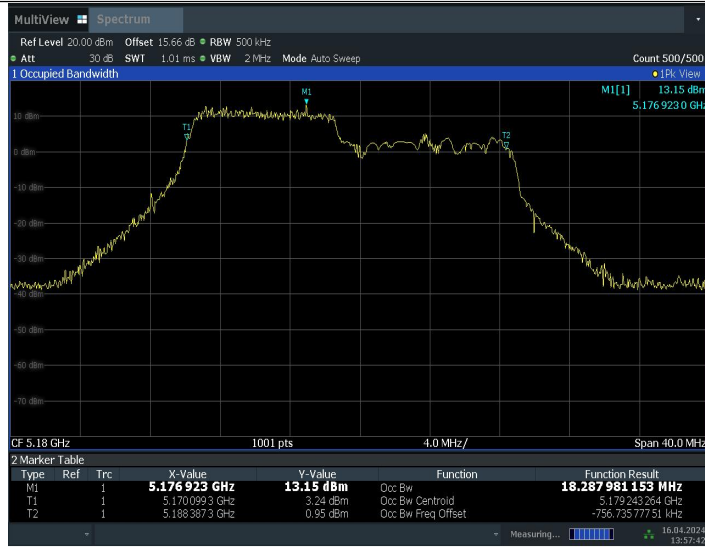 MultiView Spectrum
Ref Level 20.00 dBm Offset 15.66 dB RBW 500 kHz
Att 30 dB SWT 1.01 ms VBW 2 MHz Mode Auto Sweep Count 500/500
1 Occupied Bandwidth 1Pk View
M1[1] 13.15 dBm
5.176 923 0 GHz
M1
10 dBm
T1
T2
0 dBm
-10 dBm
-20 dBm
-30 dBm
-40 dBm
-50 dBm
-60 dBm
-70 dBm
CF 5.18 GHz 1001 pts 4.0 MHz/ Span 40.0 MHz
2 Marker Table
Type Ref Trc X-Value Y-Value Function Function Result
M1 1 5.176 923 GHz 13.15 dBm Occ Bw 18.287 981 153 MHz
T1 1 5.170 099 3 GHz 3.24 dBm Occ Bw Centroid 5.179 243 264 GHz
T2 1 5.188 387 3 GHz 0.95 dBm Occ Bw Freq Offset -756.735 777 51 kHz
Measuring... 16.04.2024
13:57:42